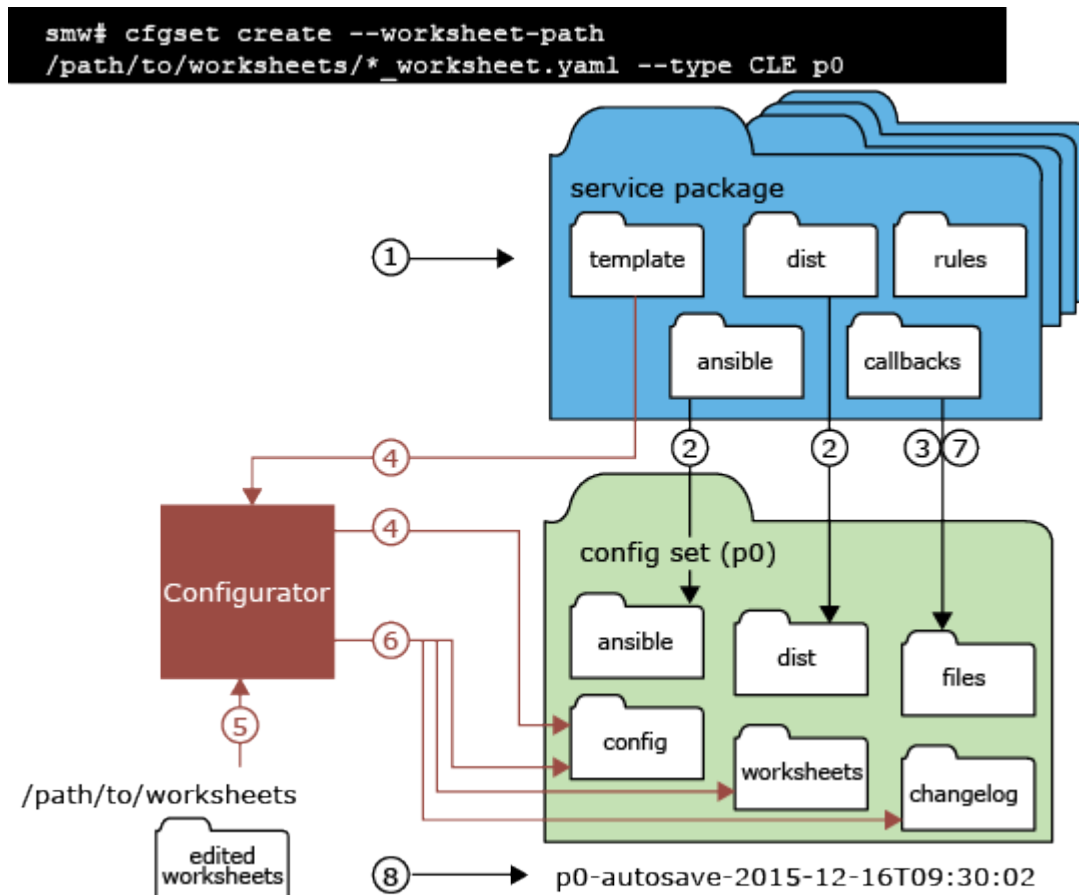 smw# cfgset create --worksheet-path
/path/to/worksheets/*_worksheet.yaml --type CLE p0
service package
template
dist
rules
1
ansible
callbacks
4
2
2
3
7
4
config set (p0)
Configurator
6
ansible
dist
files
5
config
worksheets
changelog
/path/to/worksheets
edited
worksheets
8
p0-autosave-2015-12-16T09:30:02